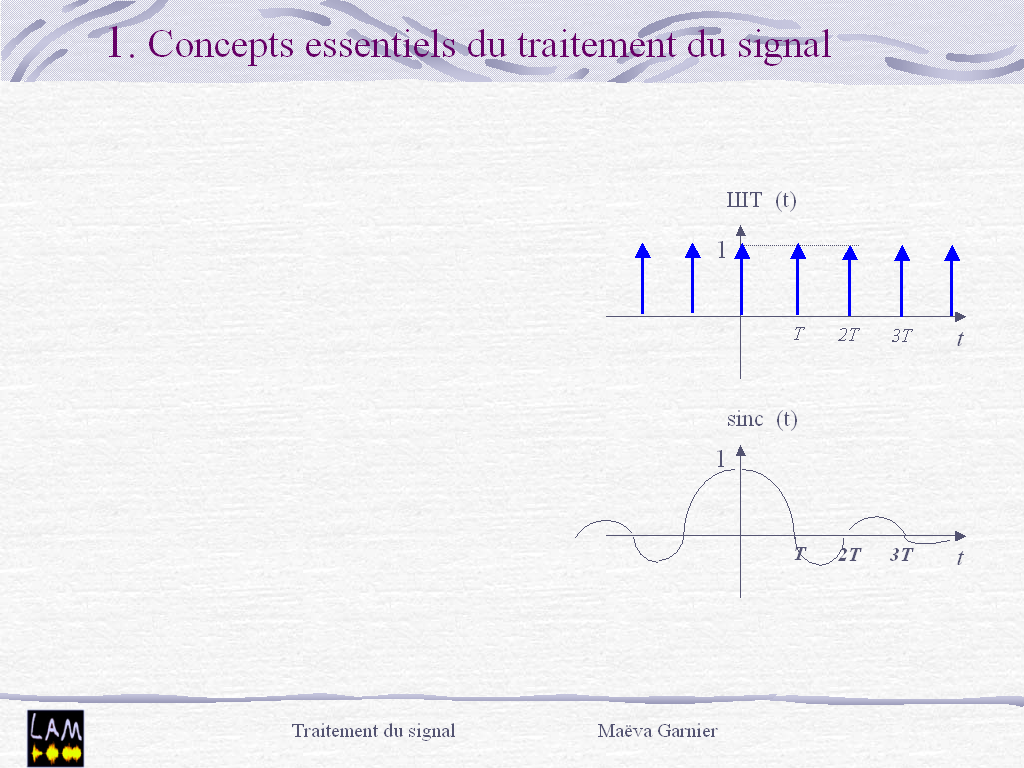 1. Concepts essentiels du traitement du signal
ШT (t)
1
T 2T 3T t
sinc (t)
1
T 2T 3T t
LAM
Traitement du signal Maëva Garnier